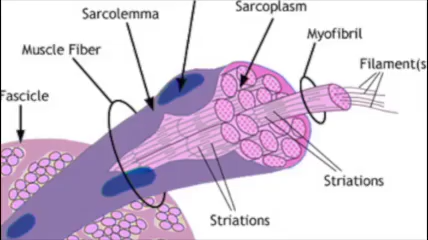 Sarcolemma
Sarcoplasm
Muscle Fiber
Myofibril
Filament(s
Fascicle
Striations
Striations